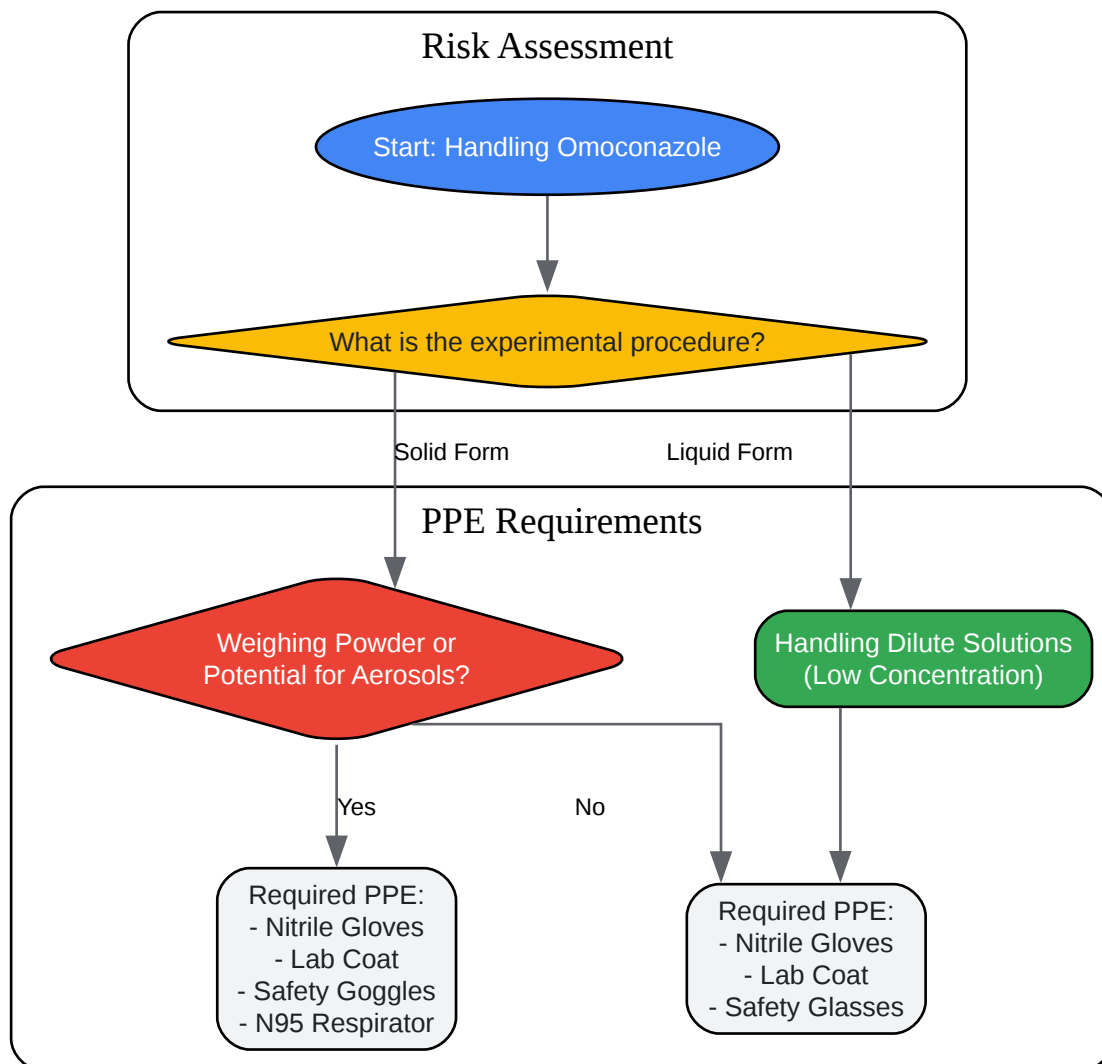 Risk Assessment
Start: Handling Omoconazole
What is the experimental procedure?
Solid Form
Liquid Form
PPE Requirements
Weighing Powder or
Potential for Aerosols?
Handling Dilute Solutions
(Low Concentration)
Yes
No
Required PPE:
- Nitrile Gloves
- Lab Coat
- Safety Goggles
- N95 Respirator
Required PPE:
- Nitrile Gloves
- Lab Coat
- Safety Glasses